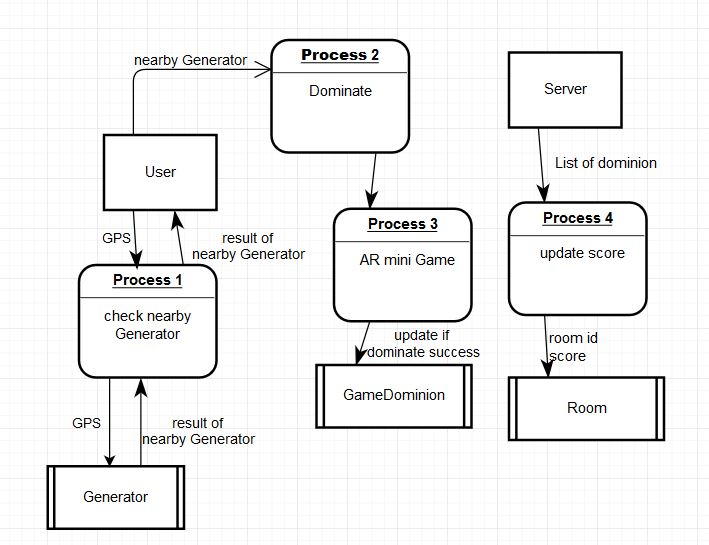 nearby Generator
Process 2
Dominate
Server
User
List of dominion
GPS
result of
nearby Generator
Process 3
AR mini Game
Process 4
update score
Process 1
check nearby
Generator
update if
dominate success
room id
score
GameDominion
Room
GPS
result of
nearby Generator
Generator